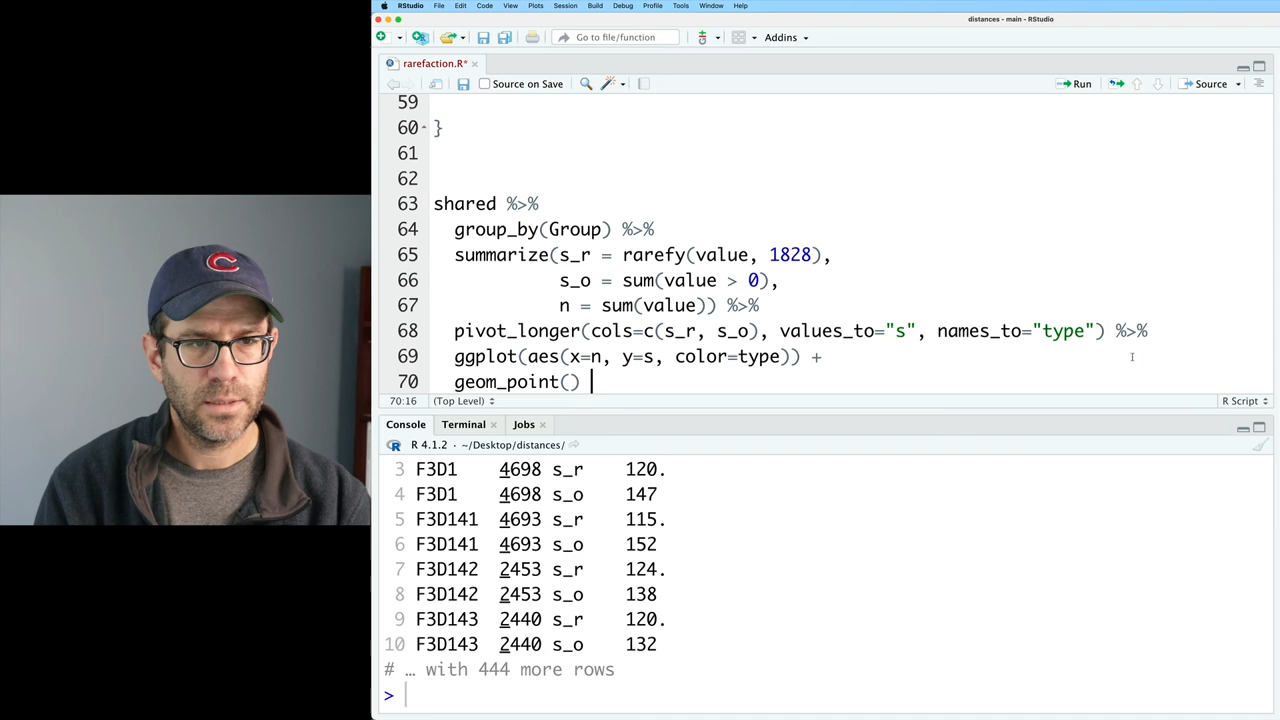 RStudio File Edit Code View Plots Session Build Debug Profile Tools Window Help
distances - main - RStudio
Go to file/function Addins
rarefaction.R*
Source on Save Run Source
59
60 }
61
62
63 shared %>%
64 group_by(Group) %>%
65 summarize(s_r = rarefy(value, 1828),
66 s_o = sum(value > 0),
67 n = sum(value)) %>%
68 pivot_longer(cols=c(s_r, s_o), values_to="s", names_to="type") %>%
69 ggplot(aes(x=n, y=s, color=type)) +
70 geom_point()
70:16 (Top Level) R Script
Console Terminal Jobs
R 4.1.2 · ~/Desktop/distances/
3 F3D1 4698 s_r 120.
4 F3D1 4698 s_o 147
5 F3D141 4693 s_r 115.
6 F3D141 4693 s_o 152
7 F3D142 2453 s_r 124.
8 F3D142 2453 s_o 138
9 F3D143 2440 s_r 120.
10 F3D143 2440 s_o 132
# … with 444 more rows
>
C